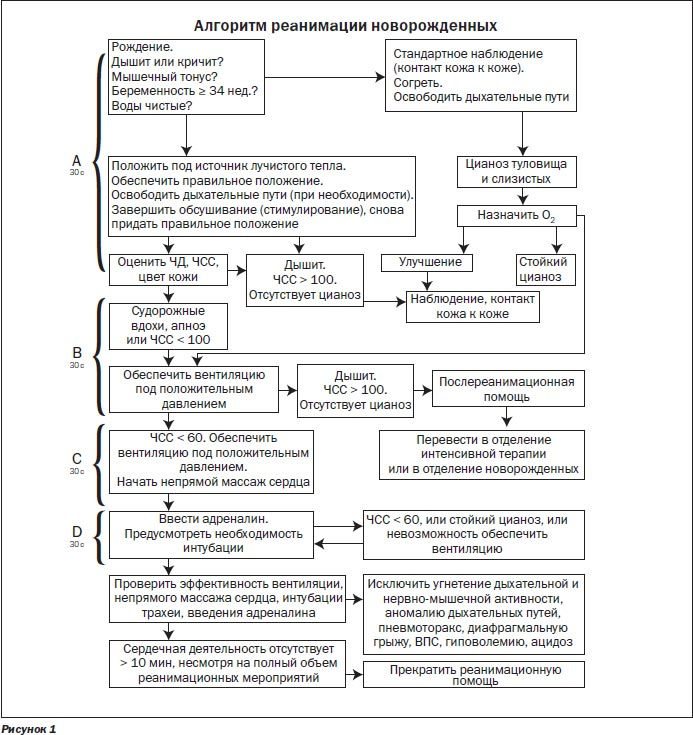 Алгоритм реанимации новорожденных
Рождение.
Дышит или кричит?
Мышечный тонус?
Беременность ≥ 34 нед.?
Воды чистые?
Стандартное наблюдение
(контакт кожа к коже).
Согреть.
Освободить дыхательные пути
A
30 с
Положить под источник лучистого тепла.
Обеспечить правильное положение.
Освободить дыхательные пути (при необходимости).
Завершить обсушивание (стимулирование), снова
придать правильное положение
Цианоз туловища
и слизистых
Назначить O₂
Оценить ЧД, ЧСС,
цвет кожи
Дышит.
ЧСС > 100.
Отсутствует цианоз
Улучшение
Стойкий
цианоз
Наблюдение, контакт
кожа к коже
B
30 с
Судорожные
вдохи, апноэ
или ЧСС < 100
Обеспечить вентиляцию
под положительным
давлением
Дышит.
ЧСС > 100.
Отсутствует цианоз
Послереанимационная
помощь
Перевести в отделение
интенсивной терапии
или в отделение новорожденных
C
30 с
ЧСС < 60. Обеспечить
вентиляцию под положительным
давлением.
Начать непрямой массаж сердца
D
30 с
Ввести адреналин.
Предусмотреть необходимость
интубации
ЧСС < 60, или стойкий цианоз, или
невозможность обеспечить
вентиляцию
Проверить эффективность вентиляции,
непрямого массажа сердца, интубации
трахеи, введения адреналина
Исключить угнетение дыхательной и
нервно-мышечной активности,
аномалию дыхательных путей,
пневмоторакс, диафрагмальную
грыжу, ВПС, гиповолемию, ацидоз
Сердечная деятельность отсутствует
> 10 мин, несмотря на полный объем
реанимационных мероприятий
Прекратить реанимационную
помощь
Рисунок 1